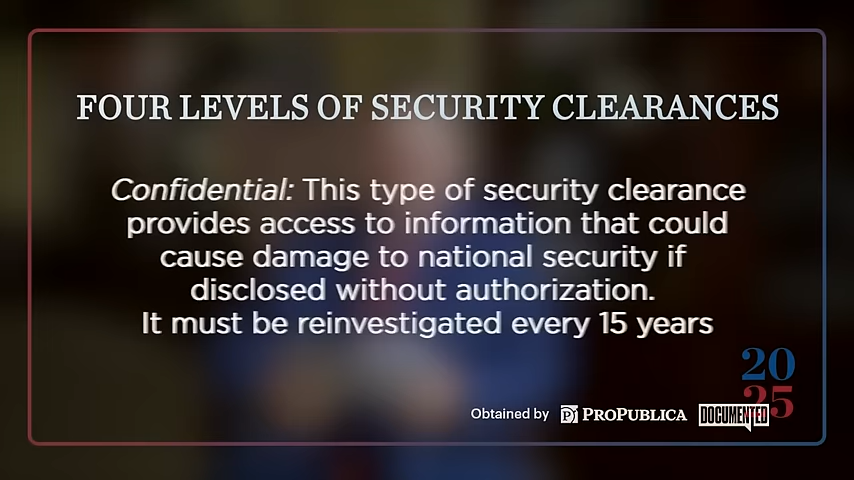 FOUR LEVELS OF SECURITY CLEARANCES
Confidential: This type of security clearance
provides access to information that could
cause damage to national security if
disclosed without authorization.
It must be reinvestigated every 15 years
20
25
Obtained by PROPUBLICA DOCUMENTED